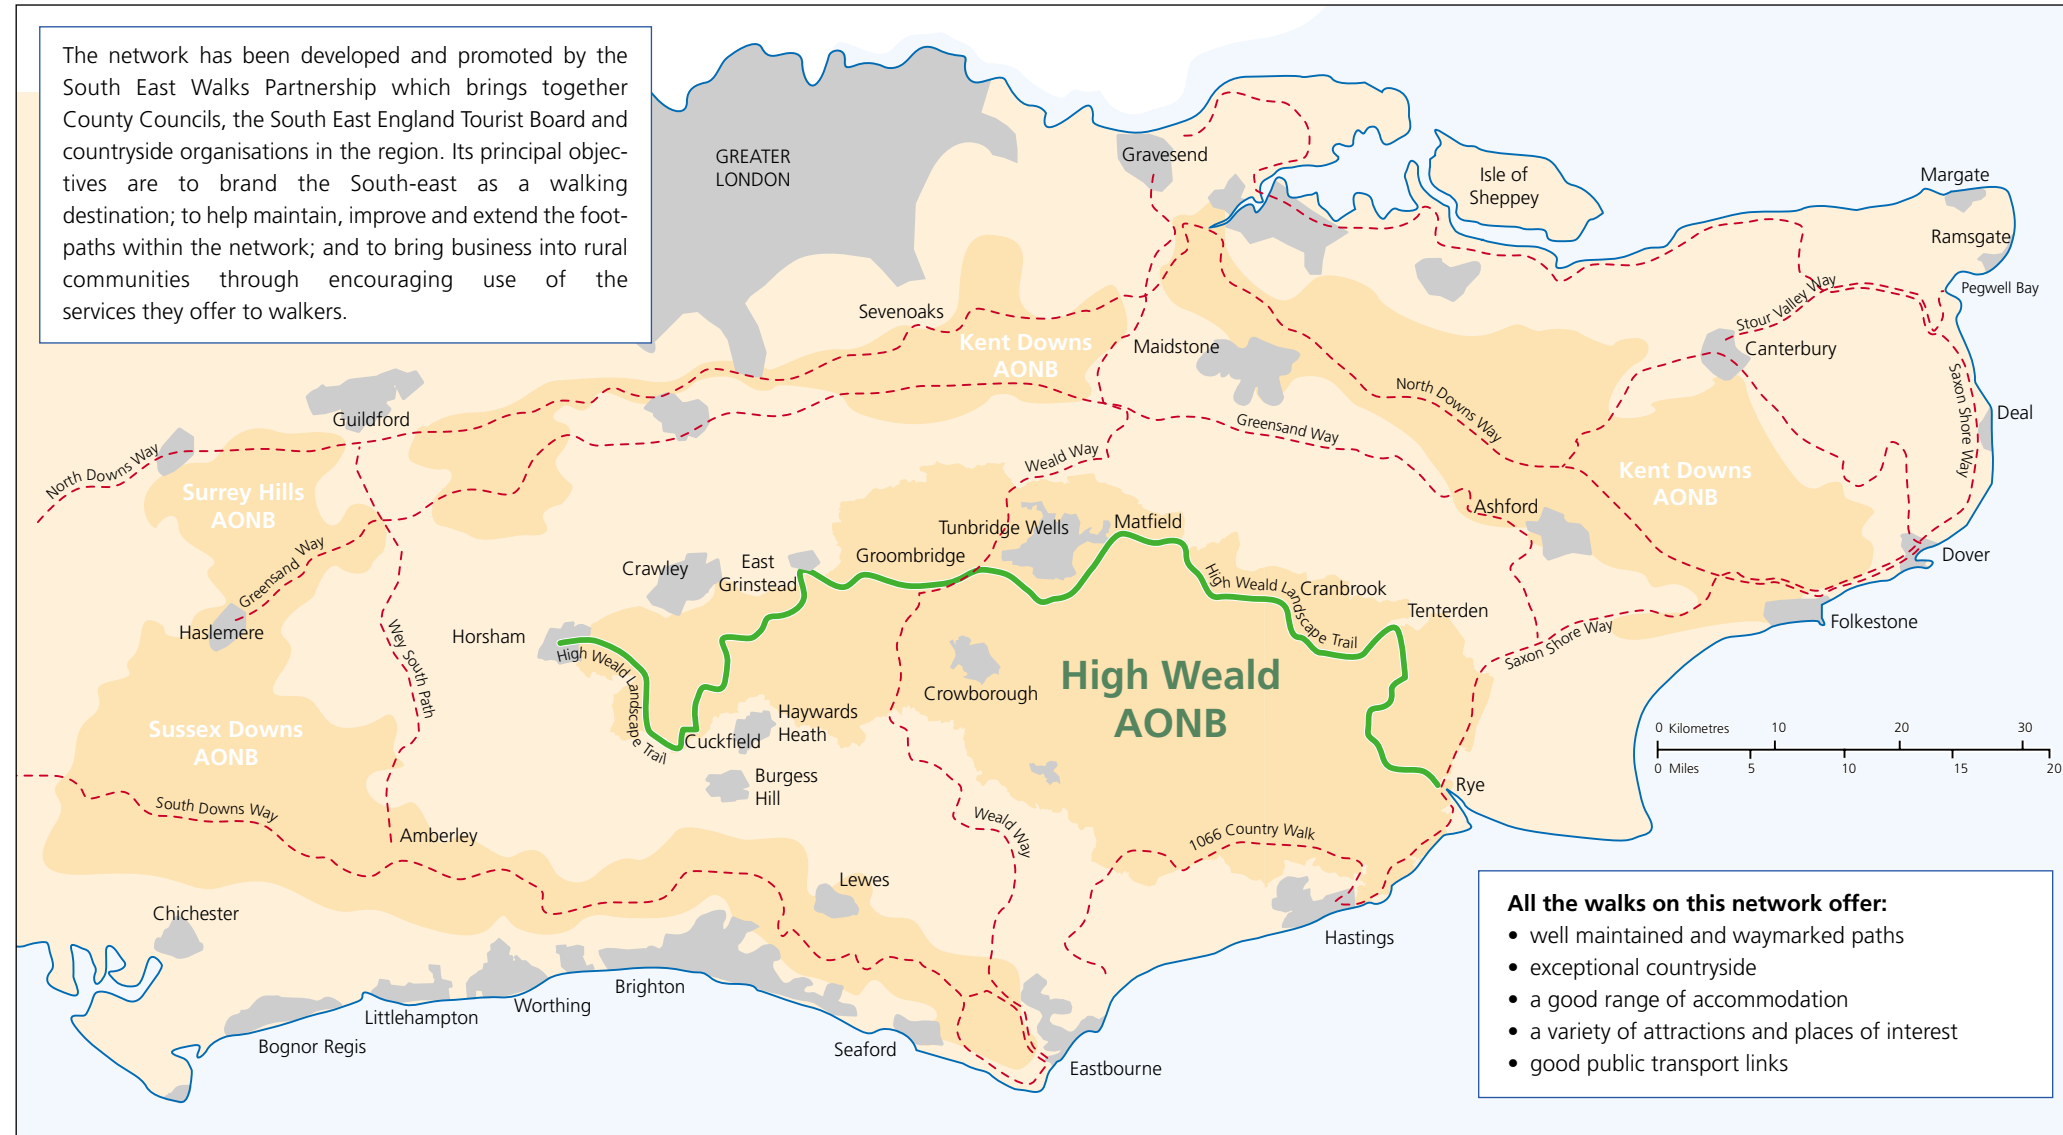 The network has been developed and promoted by the
South East Walks Partnership which brings together
County Councils, the South East England Tourist Board and
countryside organisations in the region. Its principal objec-
tives are to brand the South-east as a walking
destination; to help maintain, improve and extend the foot-
paths within the network; and to bring business into rural
communities through encouraging use of the
services they offer to walkers.
GREATER
LONDON
Gravesend
Isle of
Sheppey
Margate
Ramsgate
Pegwell Bay
Stour Valley Way
Canterbury
Saxon Shore Way
Deal
Sevenoaks
Kent Downs
AONB
Maidstone
North Downs Way
Guildford
Greensand Way
North Downs Way
Weald Way
Surrey Hills
AONB
Kent Downs
AONB
Ashford
Tunbridge Wells
Matfield
Groombridge
Dover
Greensand Way
Crawley
East
Grinstead
High Weald Landscape Trail
Cranbrook
Tenterden
Folkestone
Haslemere
Horsham
Wey South Path
High Weald Landscape Trail
Saxon Shore Way
Crowborough
High Weald
AONB
Sussex Downs
AONB
Haywards
Heath
Cuckfield
0 Kilometres 10 20 30
0 Miles 5 10 15 20
Burgess
Hill
Rye
South Downs Way
Amberley
Weald Way
1066 Country Walk
Lewes
Chichester
Hastings
Brighton
Worthing
Littlehampton
Bognor Regis
Seaford
Eastbourne
All the walks on this network offer:
• well maintained and waymarked paths
• exceptional countryside
• a good range of accommodation
• a variety of attractions and places of interest
• good public transport links